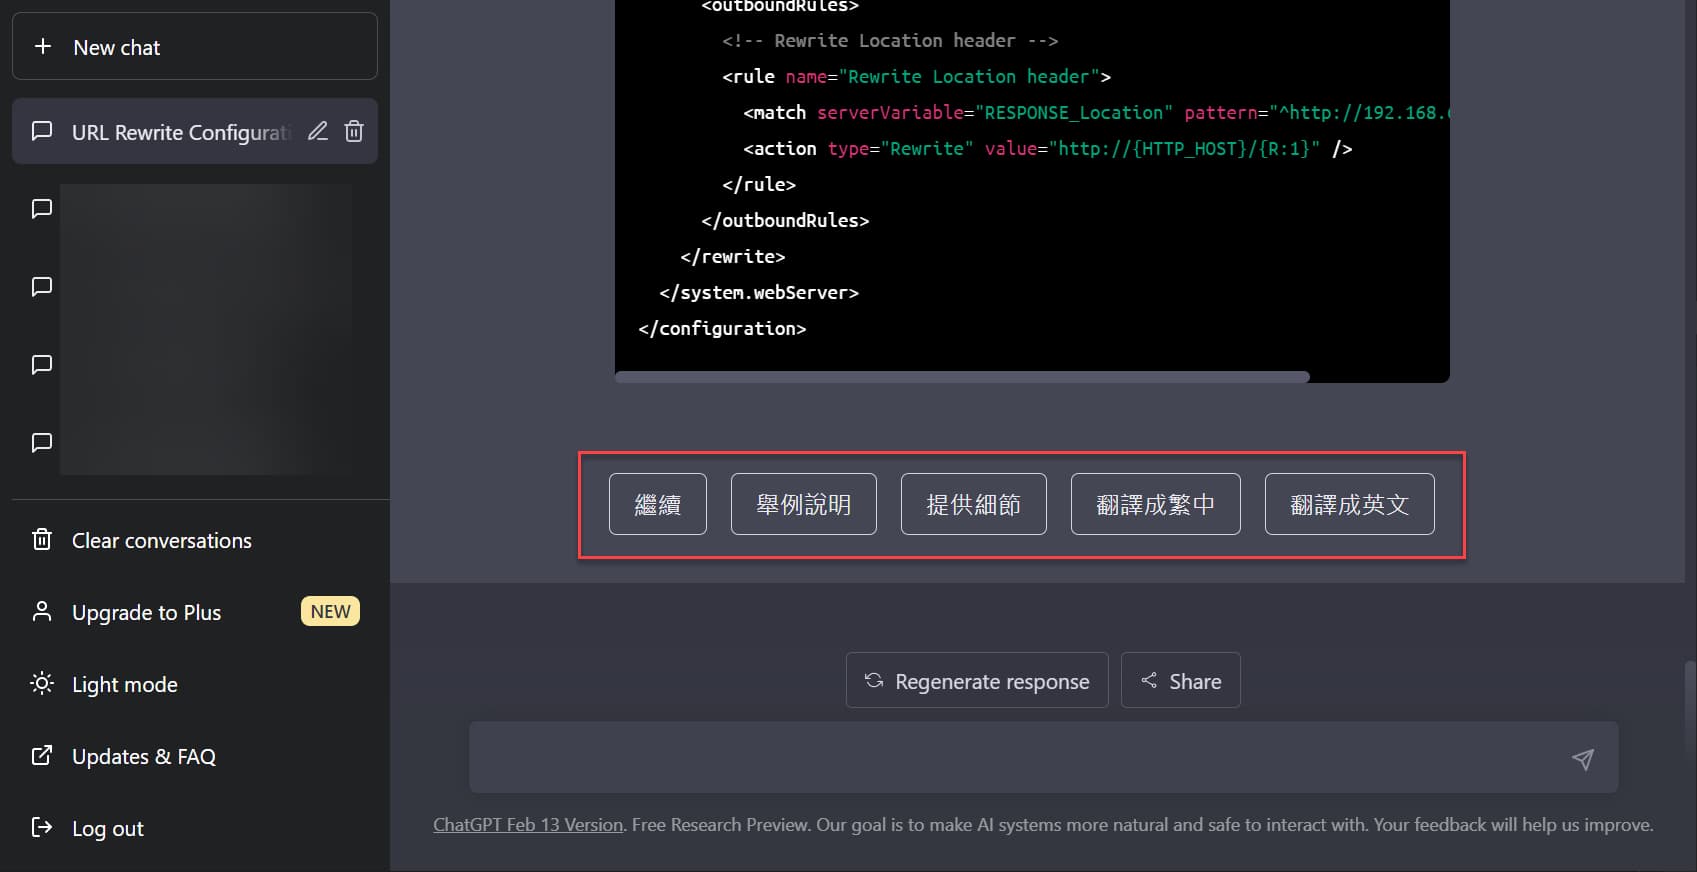 New chat
URL Rewrite Configurati
Clear conversations
Upgrade to Plus NEW
Light mode
Updates & FAQ
Log out
<outboundRules>
<!-- Rewrite Location header -->
<rule name="Rewrite Location header">
<match serverVariable="RESPONSE_Location" pattern="^http://192.168.
<action type="Rewrite" value="http://{HTTP_HOST}/{R:1}" />
</rule>
</outboundRules>
</rewrite>
</system.webServer>
</configuration>
繼續 舉例說明 提供細節 翻譯成繁中 翻譯成英文
Regenerate response Share
ChatGPT Feb 13 Version. Free Research Preview. Our goal is to make AI systems more natural and safe to interact with. Your feedback will help us improve.